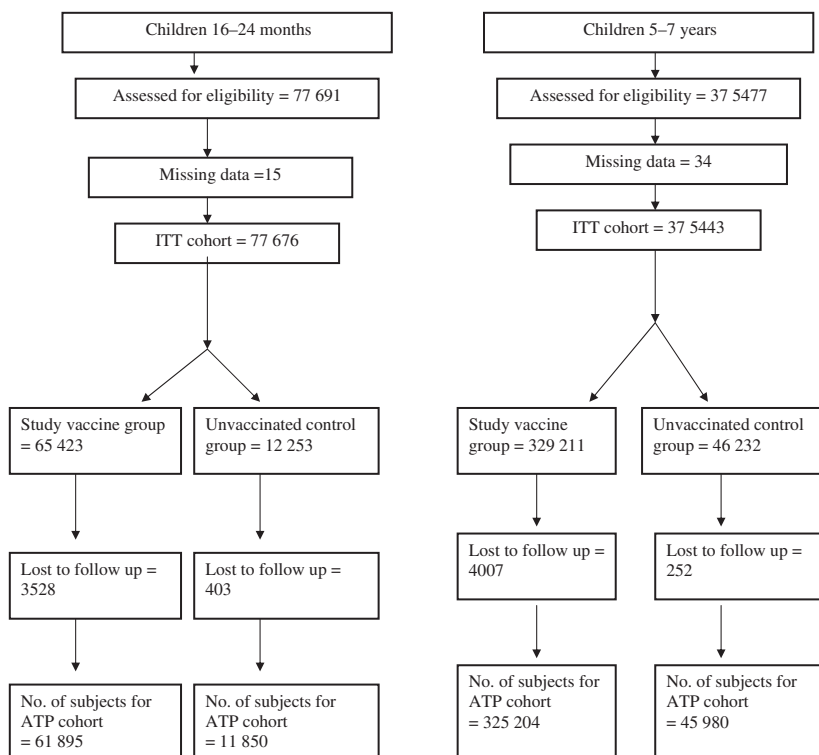 Children 16–24 months
Assessed for eligibility = 77 691
Missing data =15
ITT cohort = 77 676
Study vaccine group
= 65 423
Unvaccinated control
group = 12 253
Lost to follow up =
3528
Lost to follow up =
403
No. of subjects for
ATP cohort
= 61 895
No. of subjects for
ATP cohort
= 11 850
Children 5–7 years
Assessed for eligibility = 37 5477
Missing data = 34
ITT cohort = 37 5443
Study vaccine
group = 329 211
Unvaccinated control
group = 46 232
Lost to follow up =
4007
Lost to follow up =
252
No. of subjects for
ATP cohort
= 325 204
No. of subjects for
ATP cohort
= 45 980